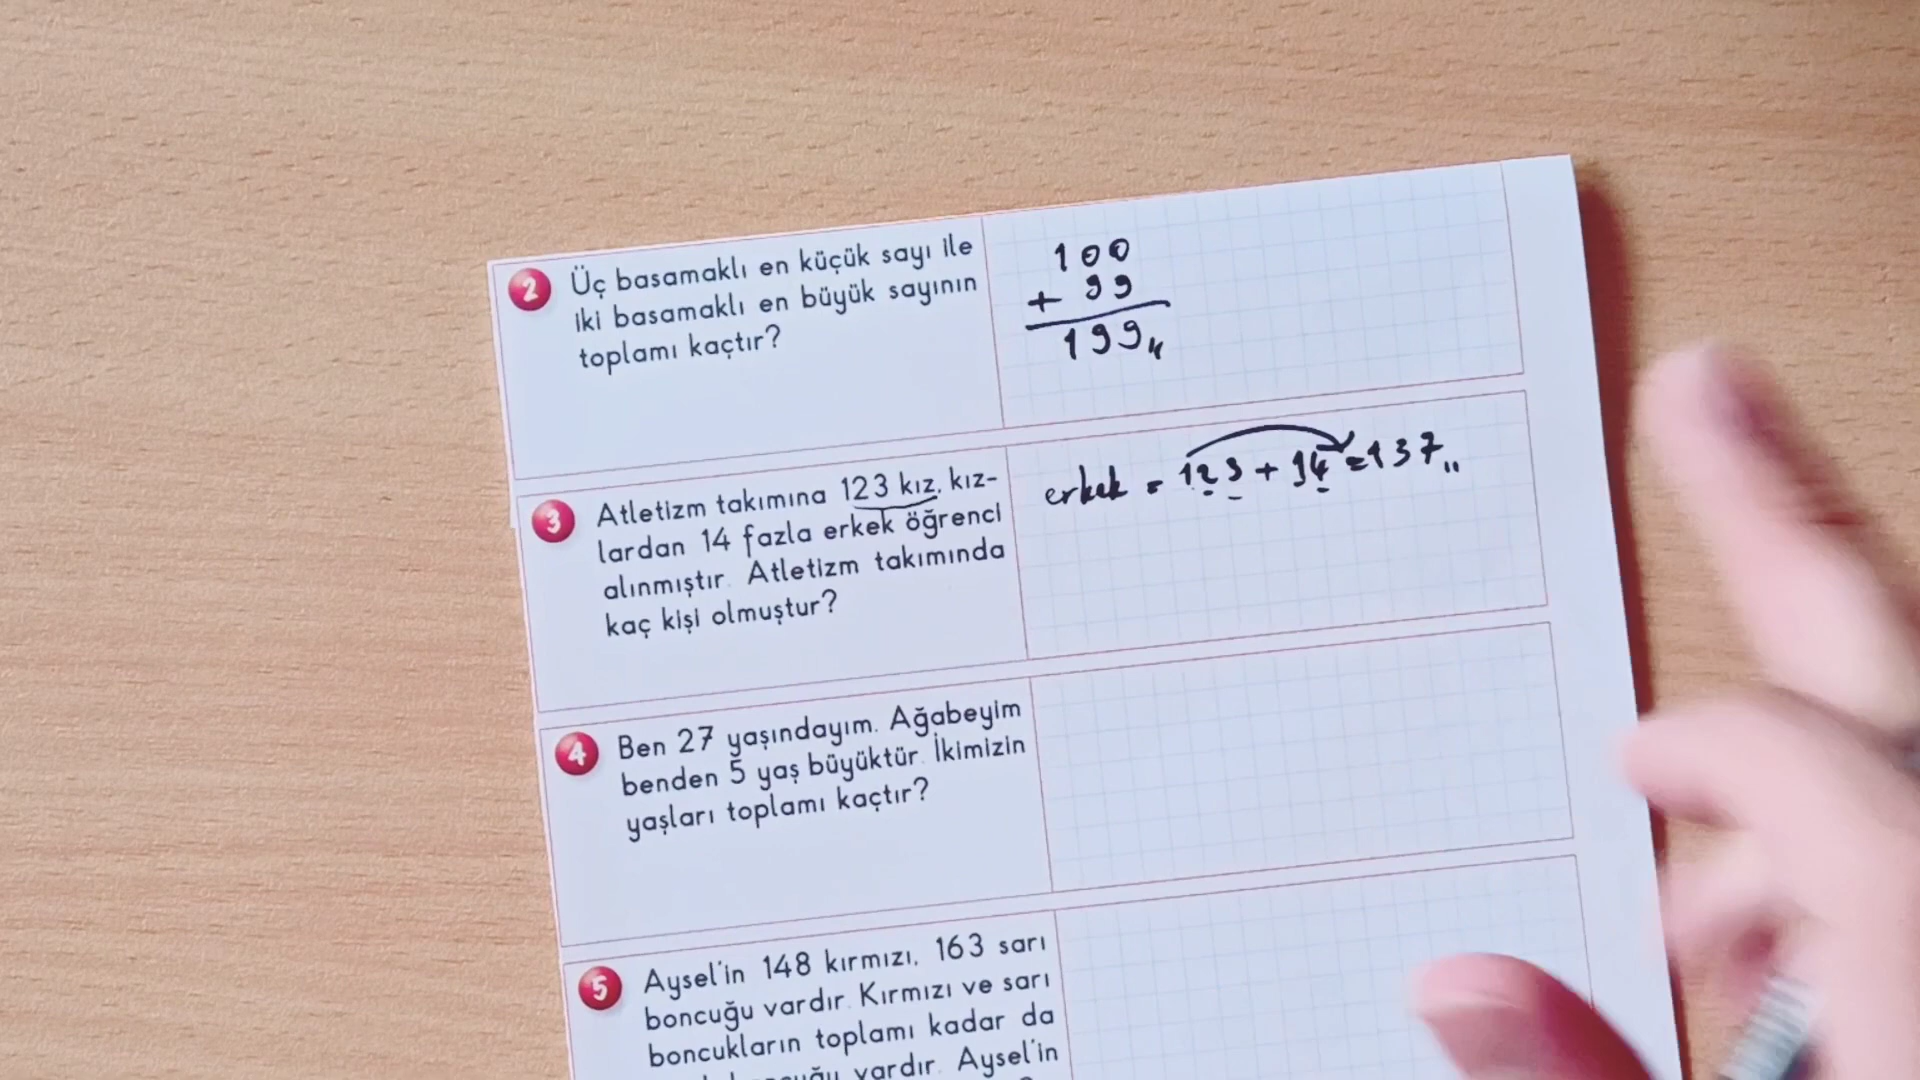 2 Üç basamaklı en küçük sayı ile
iki basamaklı en büyük sayının
toplamı kaçtır?
100
+ 99
199
3 Atletizm takımına 123 kız, kız-
lardan 14 fazla erkek öğrenci
alınmıştır. Atletizm takımında
kaç kişi olmuştur?
erkek = 123 + 14 = 137
4 Ben 27 yaşındayım. Ağabeyim
benden 5 yaş büyüktür. İkimizin
yaşları toplamı kaçtır?
5 Aysel'in 148 kırmızı, 163 sarı
boncuğu vardır. Kırmızı ve sarı
boncukların toplamı kadar da
vardır. Aysel'in